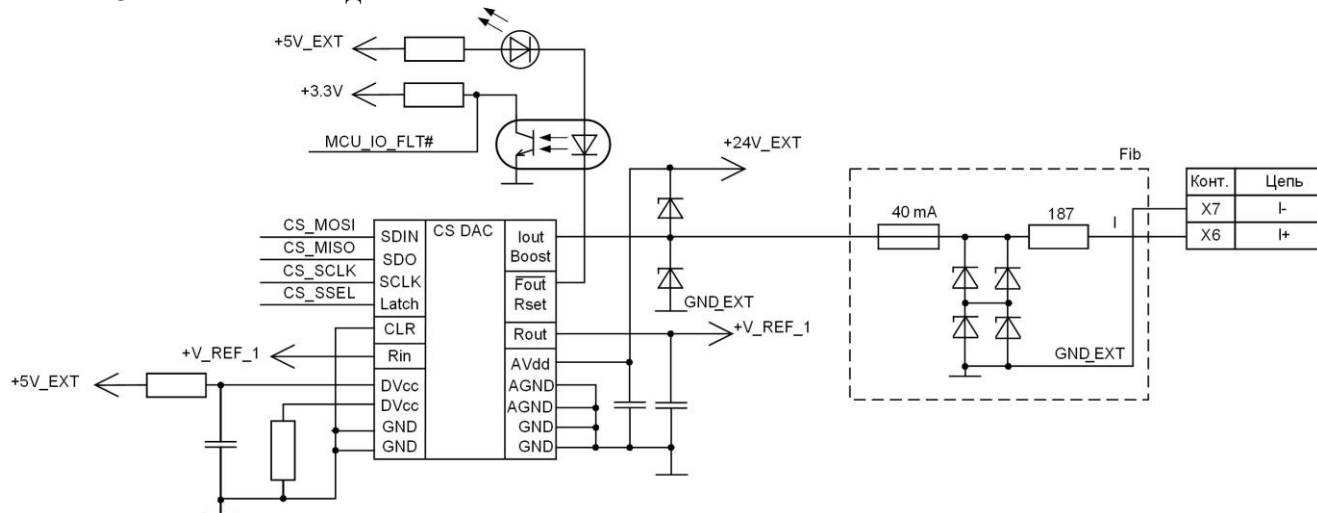 +5V_EXT
+3.3V
MCU_IO_FLT#
+24V_EXT
Fib
Конт. Цепь
X7 I-
X6 I+
40 mA
187
I
CS_MOSI
CS_MISO
CS_SCLK
CS_SSEL
SDIN
SDO
SCLK
Latch
CLR
Rin
DVcc
DVcc
GND
GND
CS DAC
Iout
Boost
Fout
Rset
Rout
AVdd
AGND
AGND
GND
GND
GND_EXT
+V_REF_1
GND_EXT
+V_REF_1
+5V_EXT